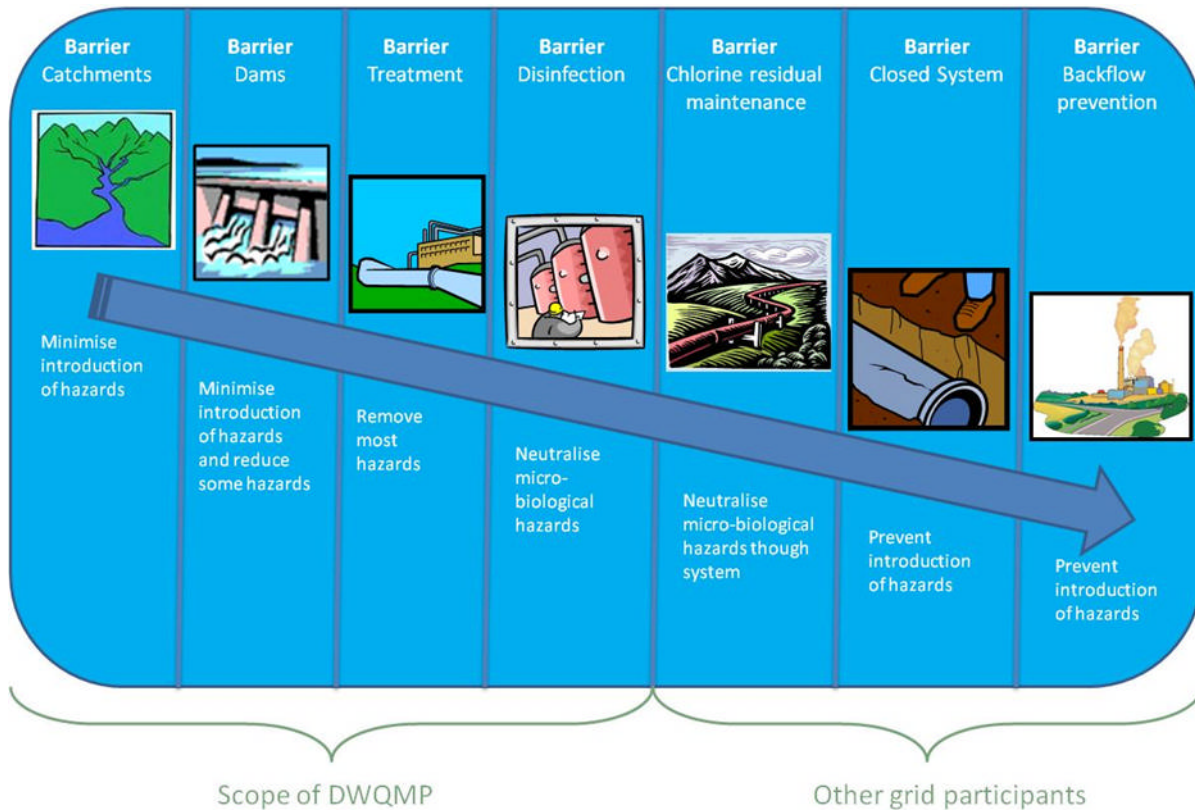 Barrier
Catchments
Barrier
Dams
Barrier
Treatment
Barrier
Disinfection
Barrier
Chlorine residual
maintenance
Barrier
Closed System
Barrier
Backflow
prevention
Minimise
introduction
of hazards
Minimise
introduction
of hazards
and reduce
some hazards
Remove
most
hazards
Neutralise
micro-
biological
hazards
Neutralise
micro-biological
hazards though
system
Prevent
introduction
of hazards
Prevent
introduction
of hazards
Scope of DWQMP
Other grid participants